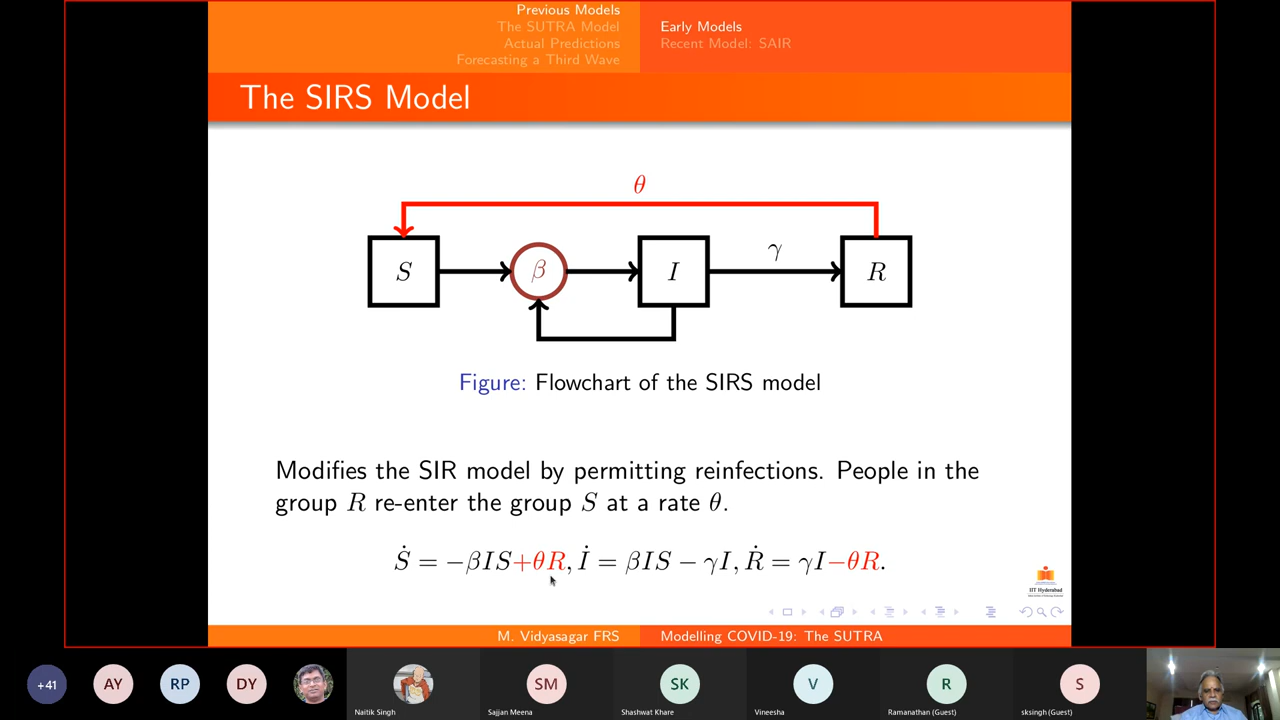 Previous Models
The SUTRA Model
Actual Predictions
Forecasting a Third Wave
Early Models
Recent Model: SAIR
The SIRS Model
θ
S
β
I
γ
R
Figure: Flowchart of the SIRS model
Modifies the SIR model by permitting reinfections. People in the
group R re-enter the group S at a rate θ.
Ṡ = −βIS+θR, İ = βIS − γI, Ṙ = γI−θR.
IIT Hyderabad
M. Vidyasagar FRS
Modelling COVID-19: The SUTRA
+41
AY
RP
DY
Naitik Singh
SM
Sajjan Meena
SK
Shashwat Khare
V
Vineesha
R
Ramanathan (Guest)
S
sksingh (Guest)